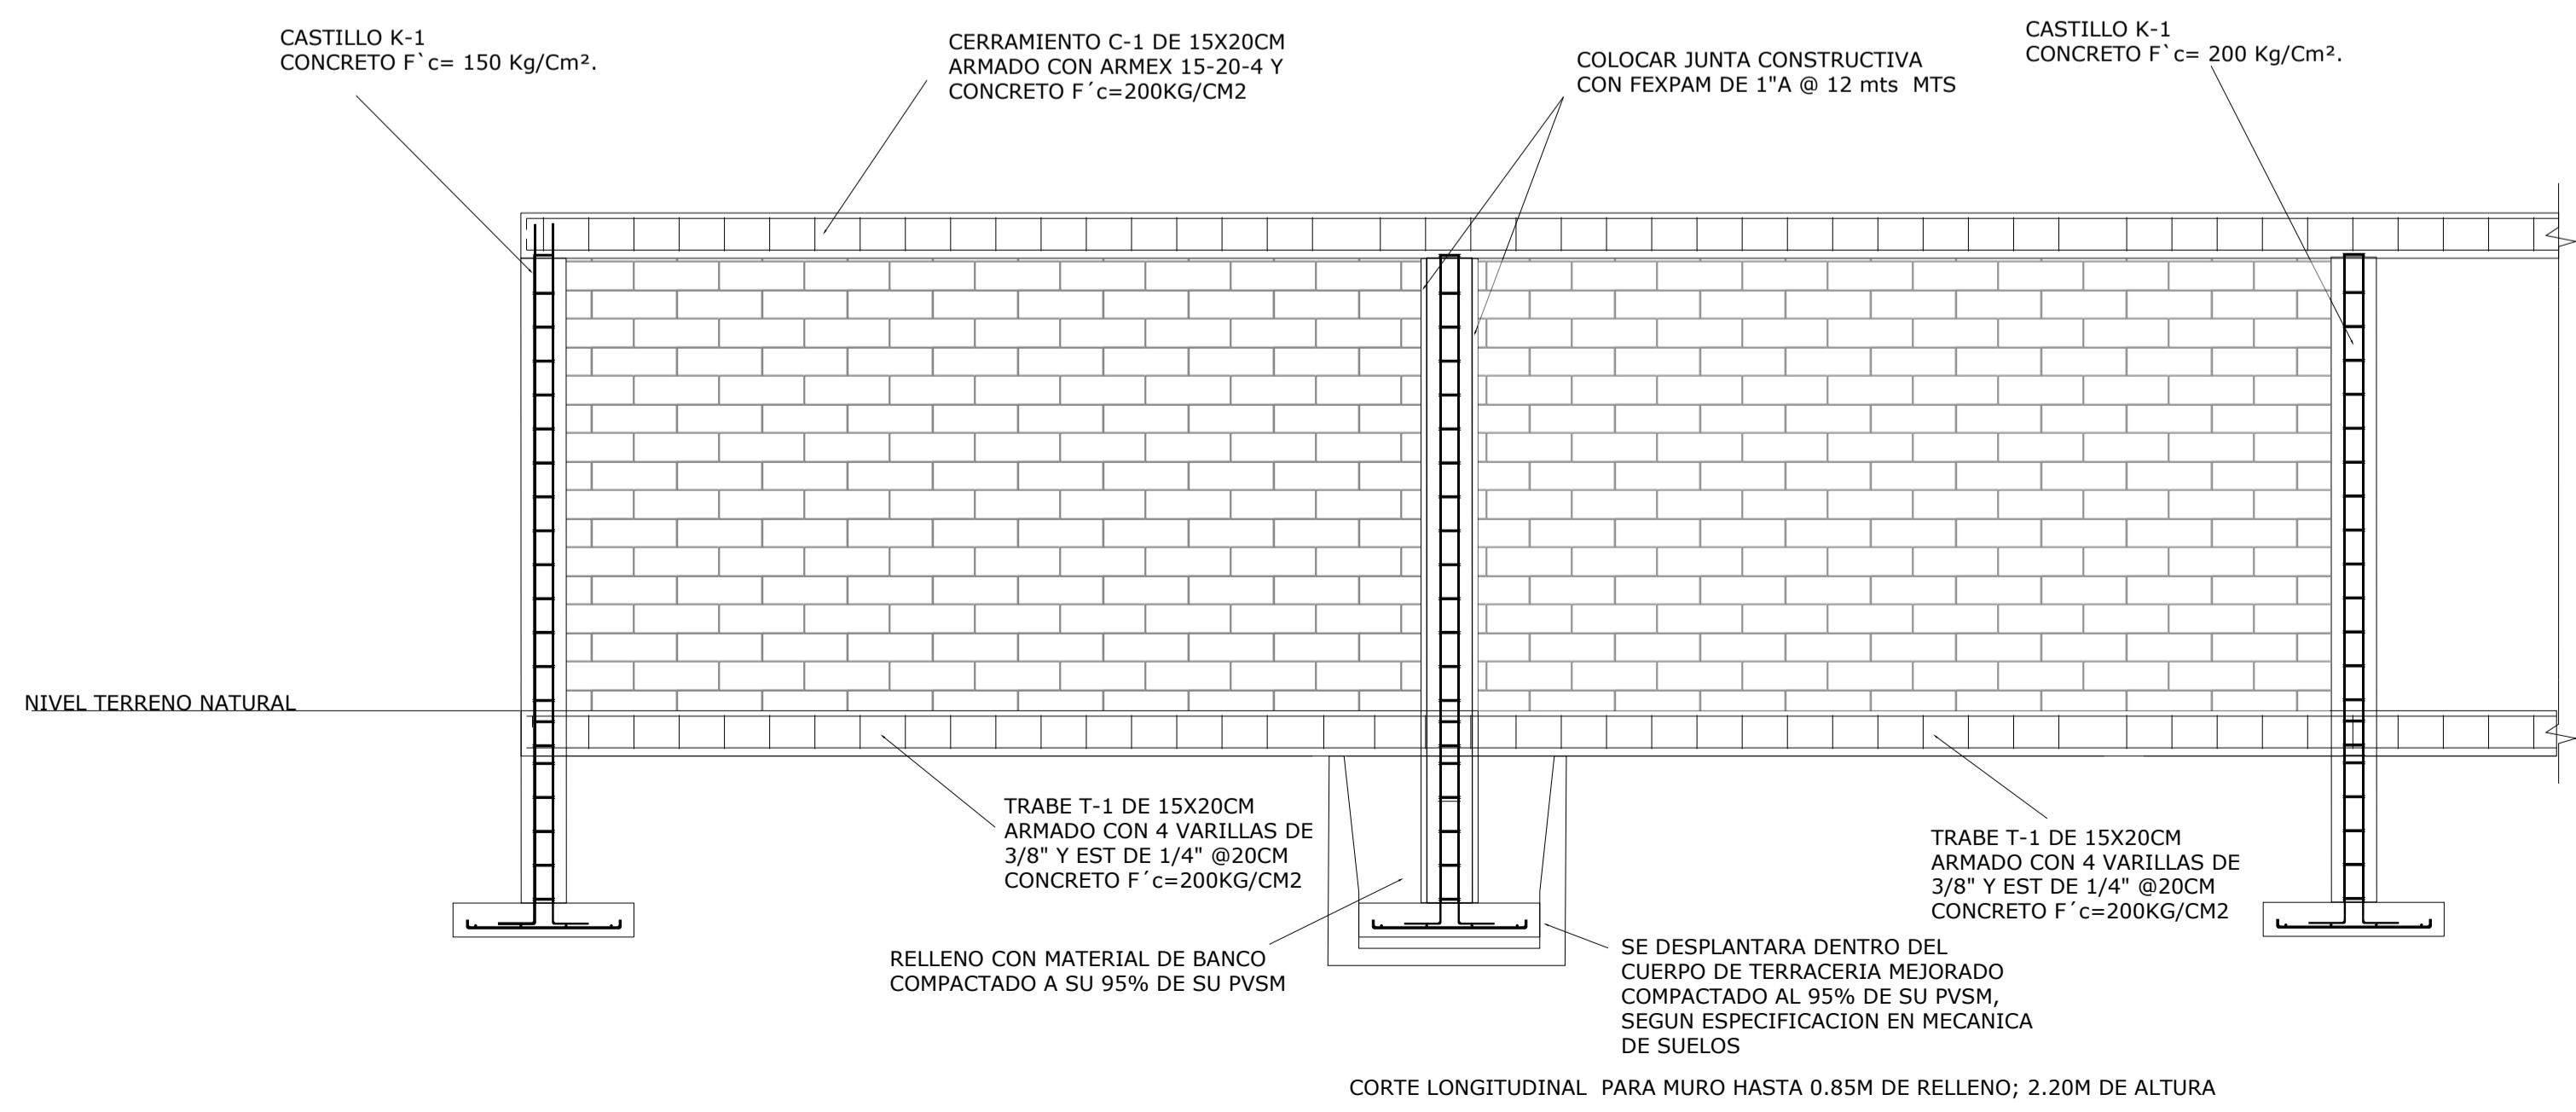 CASTILLO K-1
CONCRETO F`c= 150 Kg/Cm².
CERRAMIENTO C-1 DE 15X20CM
ARMADO CON ARMEX 15-20-4 Y
CONCRETO F´c=200KG/CM2
COLOCAR JUNTA CONSTRUCTIVA
CON FEXPAM DE 1"A @ 12 mts  MTS
CASTILLO K-1
CONCRETO F`c= 200 Kg/Cm².
NIVEL TERRENO NATURAL
TRABE T-1 DE 15X20CM
ARMADO CON 4 VARILLAS DE
3/8" Y EST DE 1/4" @20CM
CONCRETO F´c=200KG/CM2
TRABE T-1 DE 15X20CM
ARMADO CON 4 VARILLAS DE
3/8" Y EST DE 1/4" @20CM
CONCRETO F´c=200KG/CM2
RELLENO CON MATERIAL DE BANCO
COMPACTADO A SU 95% DE SU PVSM
SE DESPLANTARA DENTRO DEL
CUERPO DE TERRACERIA MEJORADO
COMPACTADO AL 95% DE SU PVSM,
SEGUN ESPECIFICACION EN MECANICA
DE SUELOS
CORTE LONGITUDINAL  PARA MURO HASTA 0.85M DE RELLENO; 2.20M DE ALTURA